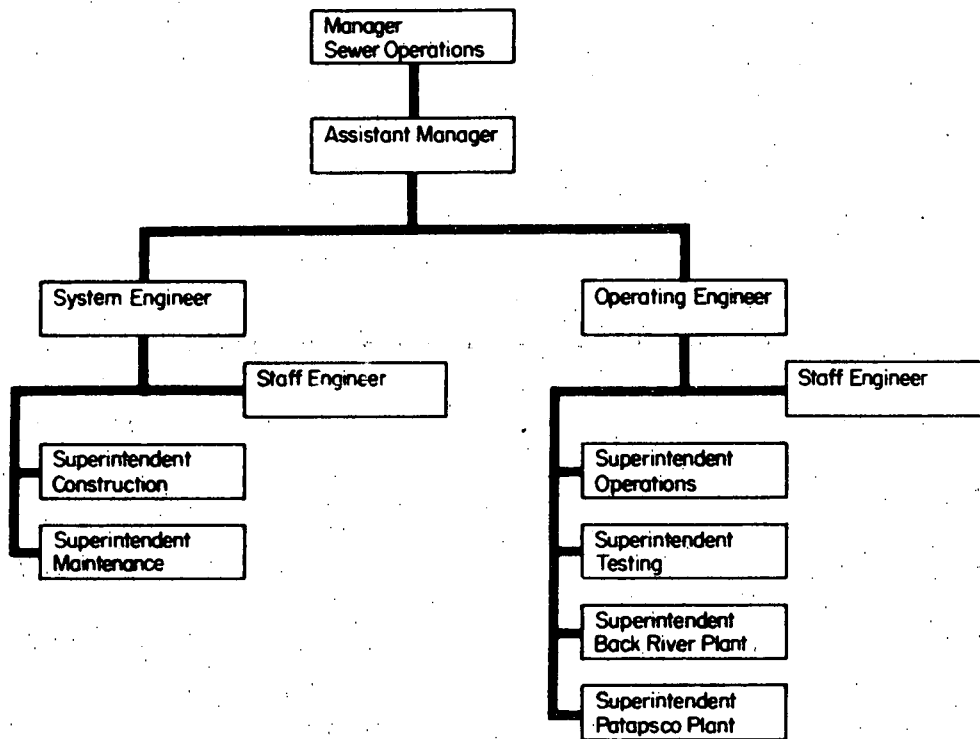 Manager
Sewer Operations
Assistant Manager
System Engineer
Operating Engineer
Staff Engineer
Staff Engineer
Superintendent
Construction
Superintendent
Maintenance
Superintendent
Operations
Superintendent
Testing
Superintendent
Back River Plant
Superintendent
Patapsco Plant